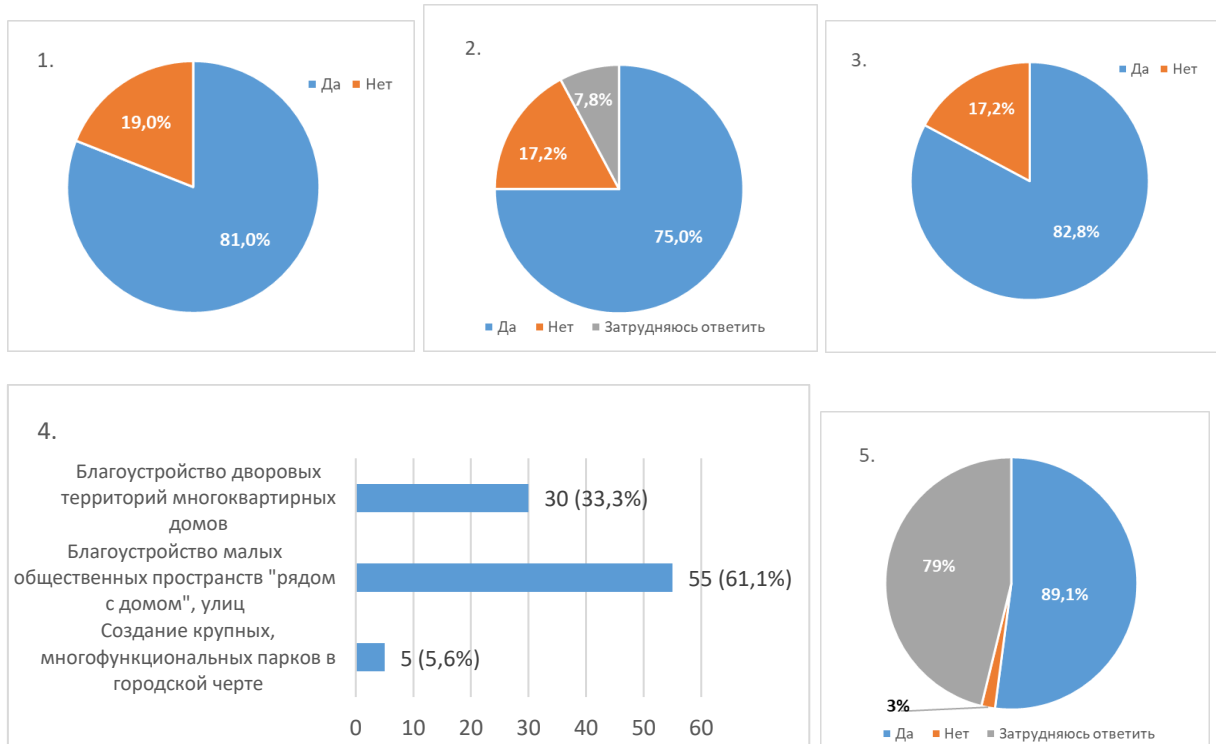 1.
Да Нет
19,0%
81,0%
2.
7,8%
17,2%
75,0%
Да Нет Затрудняюсь ответить
3.
Да Нет
17,2%
82,8%
4.
Благоустройство дворовых
территорий многоквартирных
домов
30 (33,3%)
Благоустройство малых
общественных пространств "рядом
с домом", улиц
55 (61,1%)
Создание крупных,
многофункциональных парков в
городской черте
5 (5,6%)
0 10 20 30 40 50 60
5.
79%
89,1%
3%
Да Нет Затрудняюсь ответить